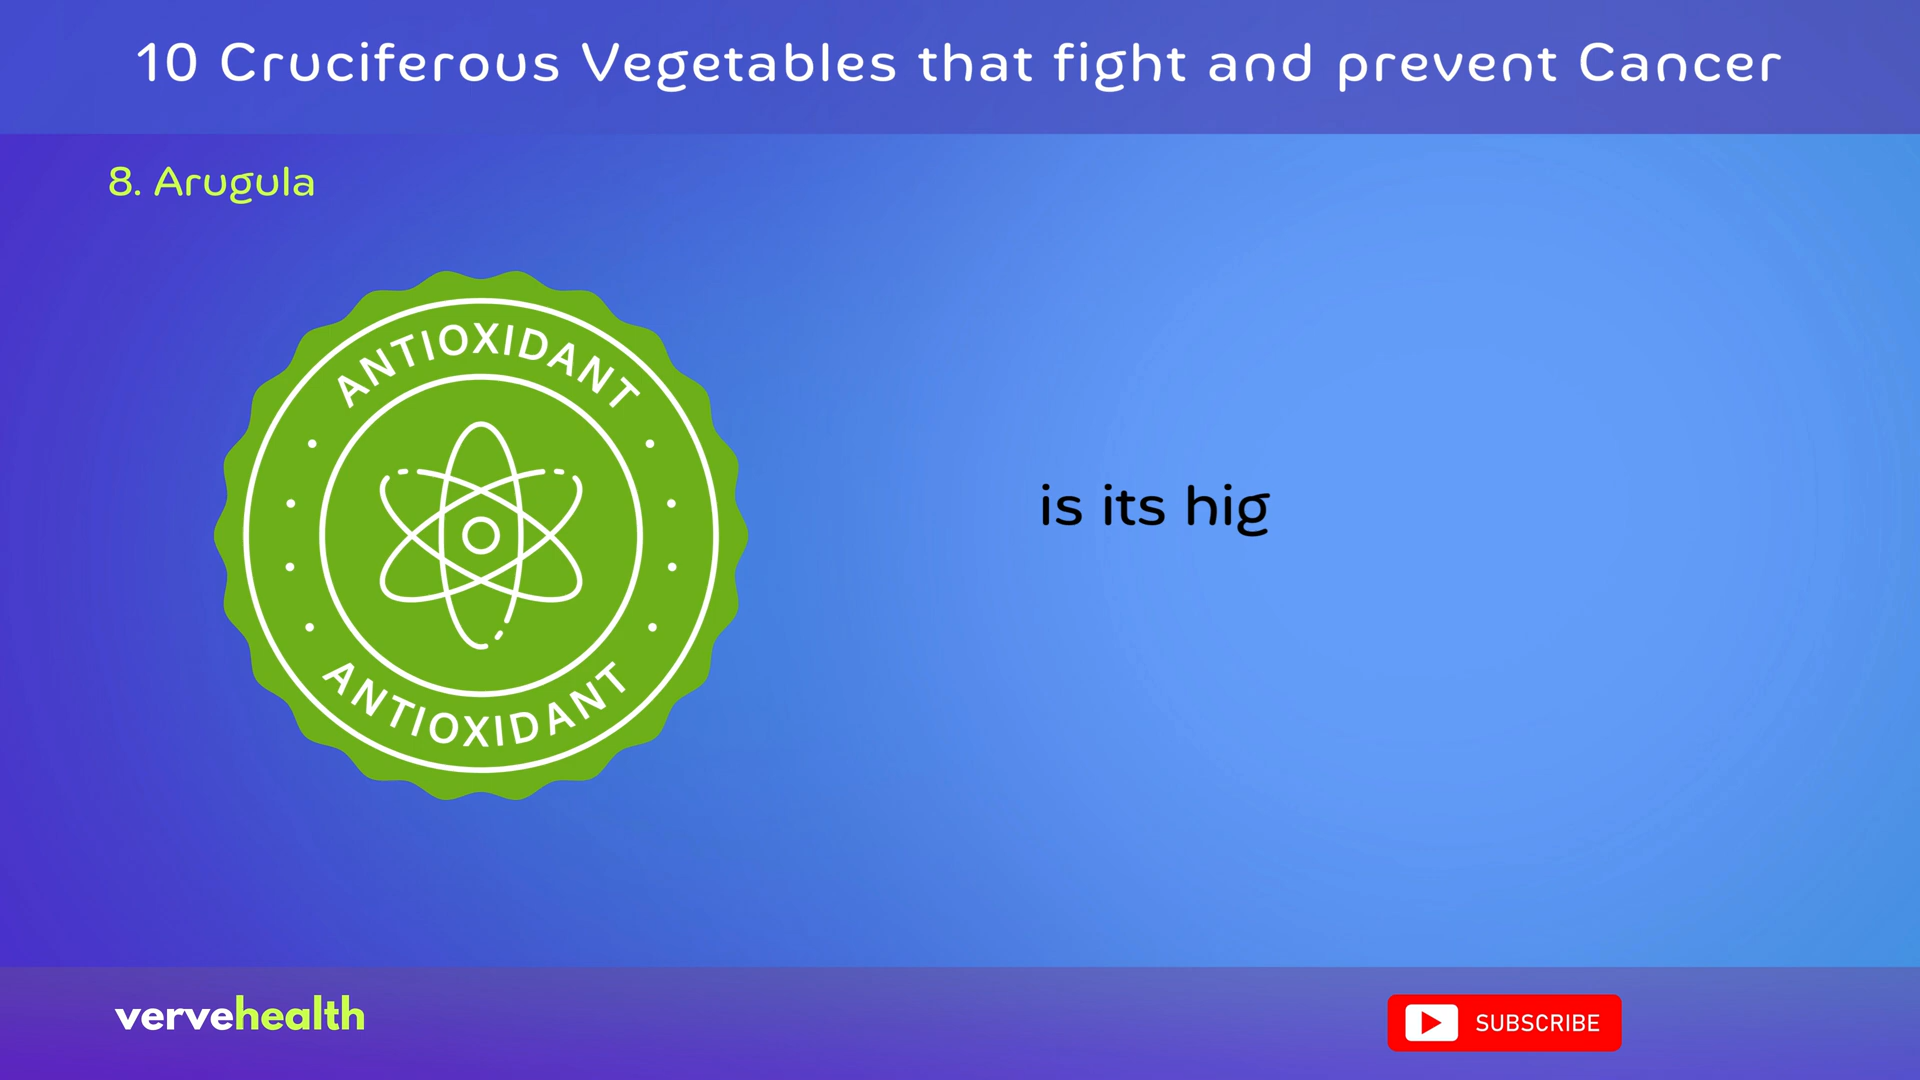 10 Cruciferous Vegetables that fight and prevent Cancer
8. Arugula
ANTIOXIDANT
ANTIOXIDANT
is its hig
vervehealth
SUBSCRIBE